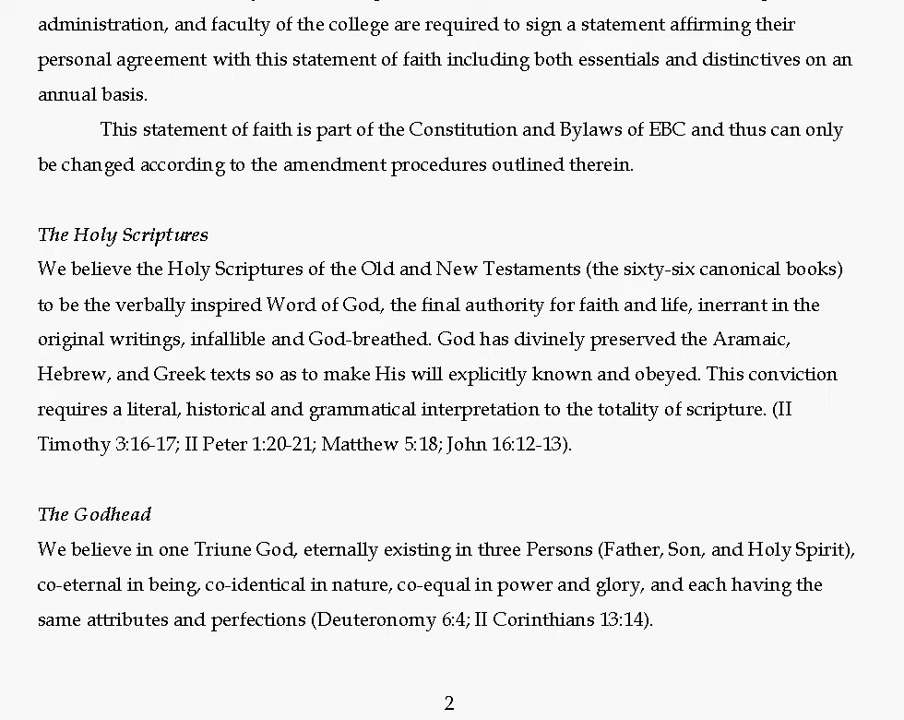 administration, and faculty of the college are required to sign a statement affirming their
personal agreement with this statement of faith including both essentials and distinctives on an
annual basis.
This statement of faith is part of the Constitution and Bylaws of EBC and thus can only
be changed according to the amendment procedures outlined therein.
The Holy Scriptures
We believe the Holy Scriptures of the Old and New Testaments (the sixty-six canonical books)
to be the verbally inspired Word of God, the final authority for faith and life, inerrant in the
original writings, infallible and God-breathed. God has divinely preserved the Aramaic,
Hebrew, and Greek texts so as to make His will explicitly known and obeyed. This conviction
requires a literal, historical and grammatical interpretation to the totality of scripture. (II
Timothy 3:16-17; II Peter 1:20-21; Matthew 5:18; John 16:12-13).
The Godhead
We believe in one Triune God, eternally existing in three Persons (Father, Son, and Holy Spirit),
co-eternal in being, co-identical in nature, co-equal in power and glory, and each having the
same attributes and perfections (Deuteronomy 6:4; II Corinthians 13:14).
2